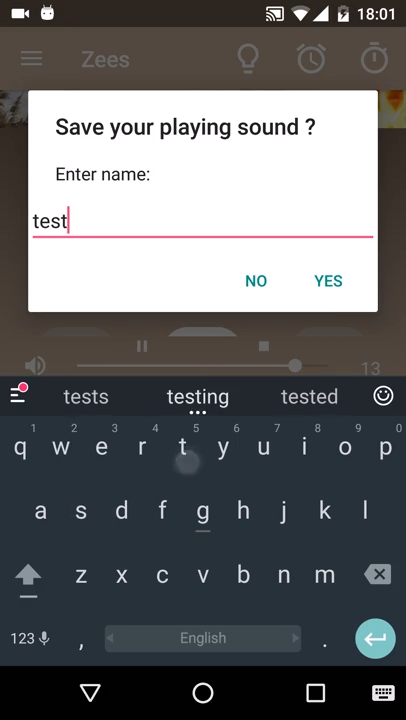 18:01
Zees
Save your playing sound ?
Enter name:
test
NO YES
13
tests testing tested
1 2 3 4 5 6 7 8 9 0
q w e r t y u i o p
a s d f g h j k l
z x c v b n m
123 , English .